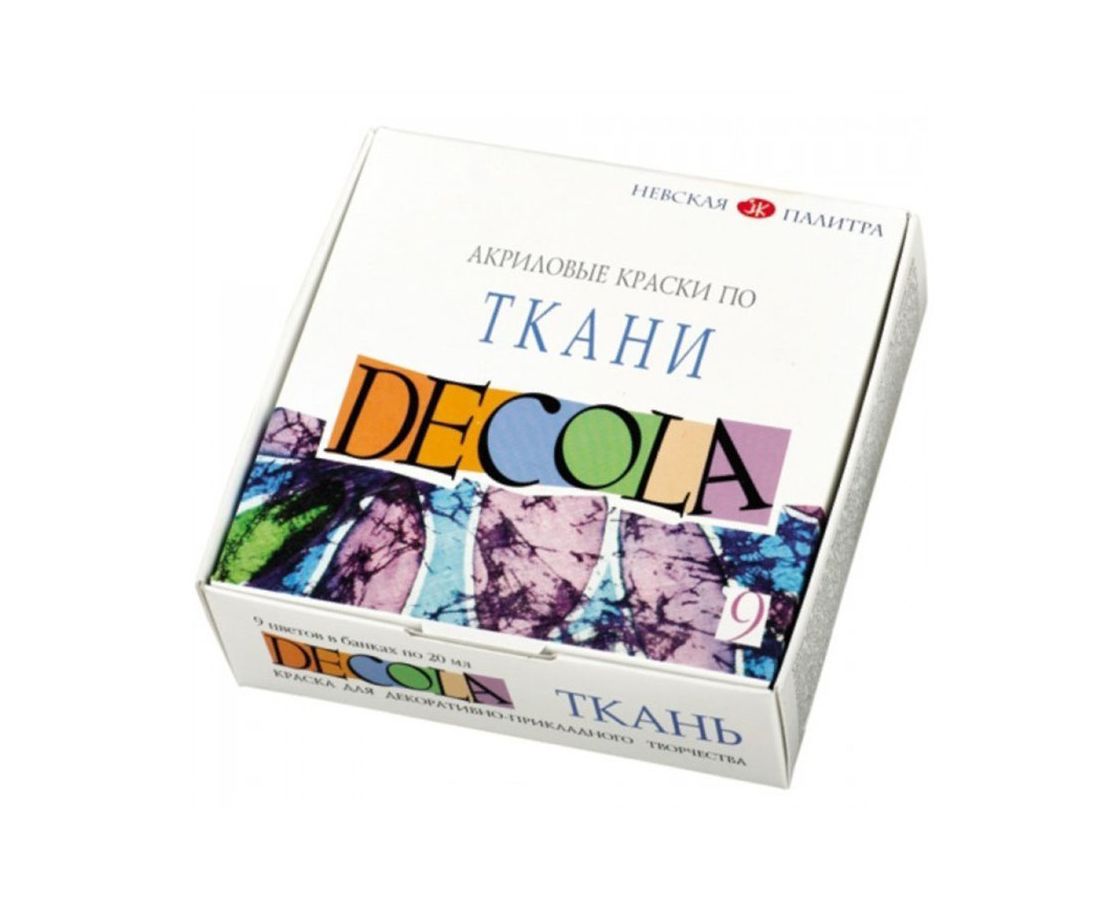 НЕВСКАЯ ЖК ПАЛИТРА
АКРИЛОВЫЕ КРАСКИ ПО
ТКАНИ
DECOLA
9
9 цветов в банках по 20 мл
DECOLA
ТКАНЬ
КРАСКА ДЛЯ ДЕКОРАТИВНО-ПРИКЛАДНОГО ТВОРЧЕСТВА